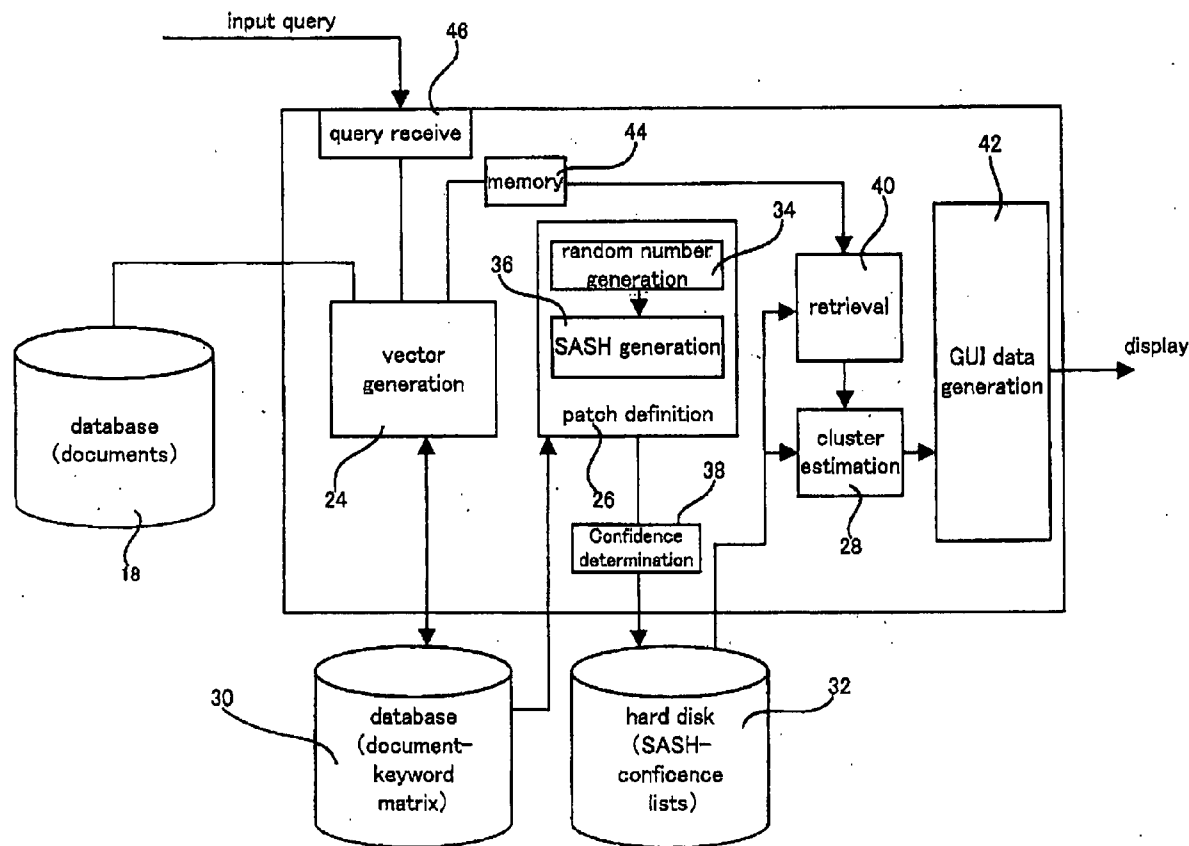 input query
46
query receive
44
memory
42
40
34
random number
generation
36
SASH generation
retrieval
vector
generation
GUI data
generation
display
patch definition
database
(documents)
cluster
estimation
24
26
38
28
Confidence
determination
18
30
database
(document-
keyword
matrix)
hard disk
(SASH-
conficence
lists)
32